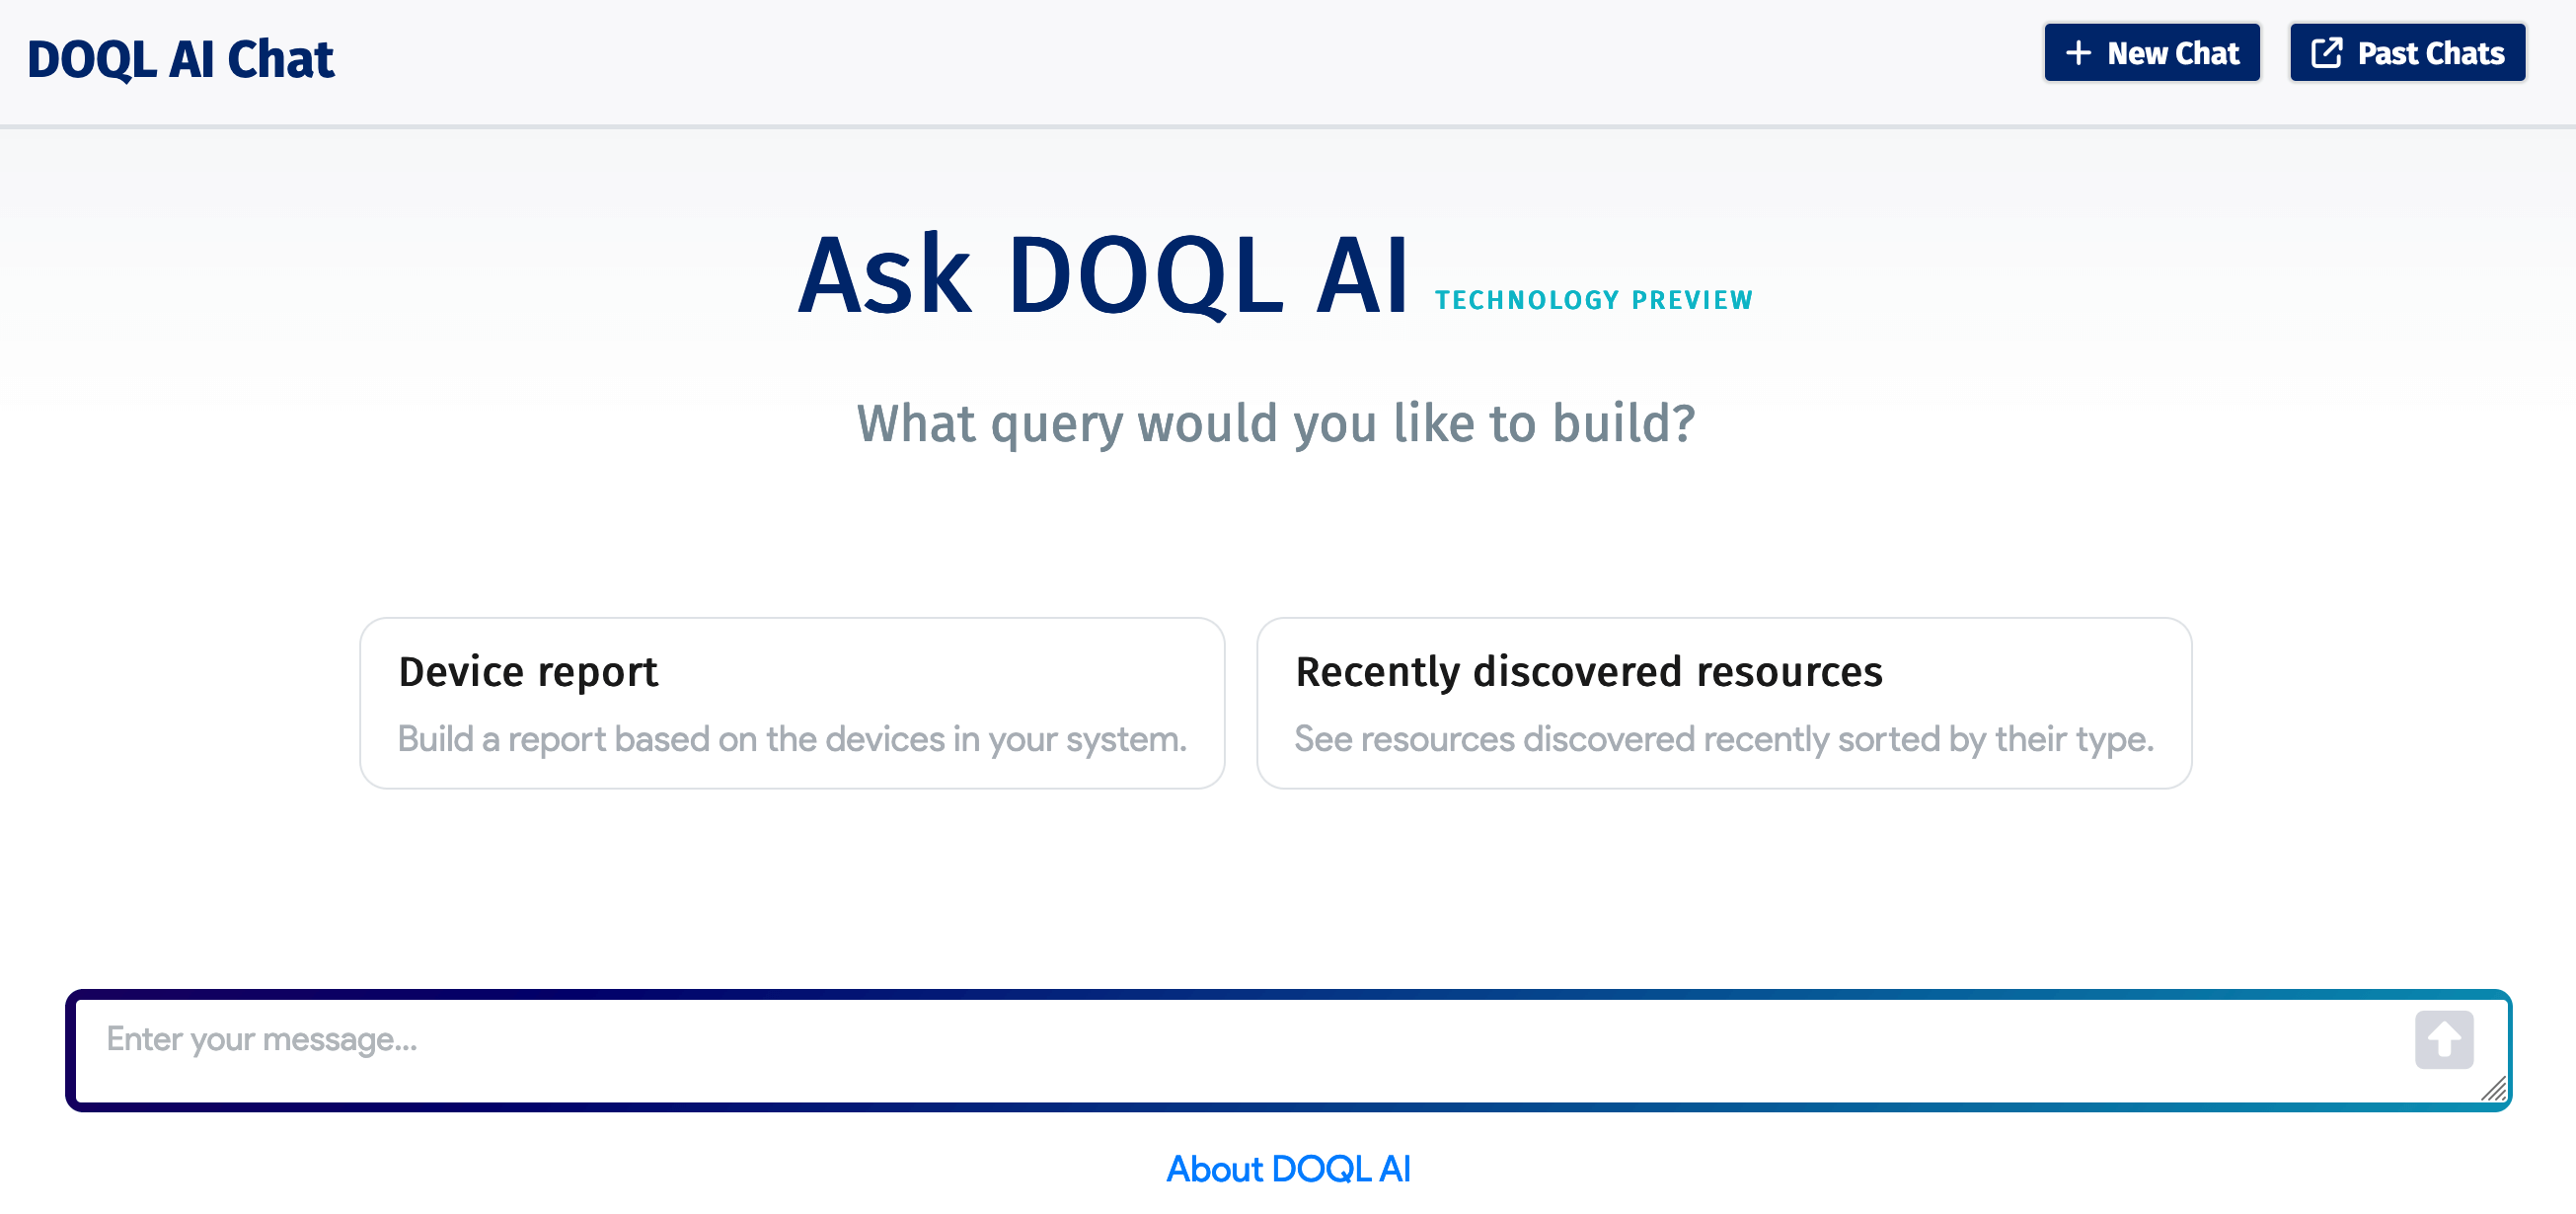 DOQL AI Chat
New Chat
Past Chats
Ask DOQL AI TECHNOLOGY PREVIEW
What query would you like to build?
Device report
Build a report based on the devices in your system.
Recently discovered resources
See resources discovered recently sorted by their type.
Enter your message...
About DOQL AI